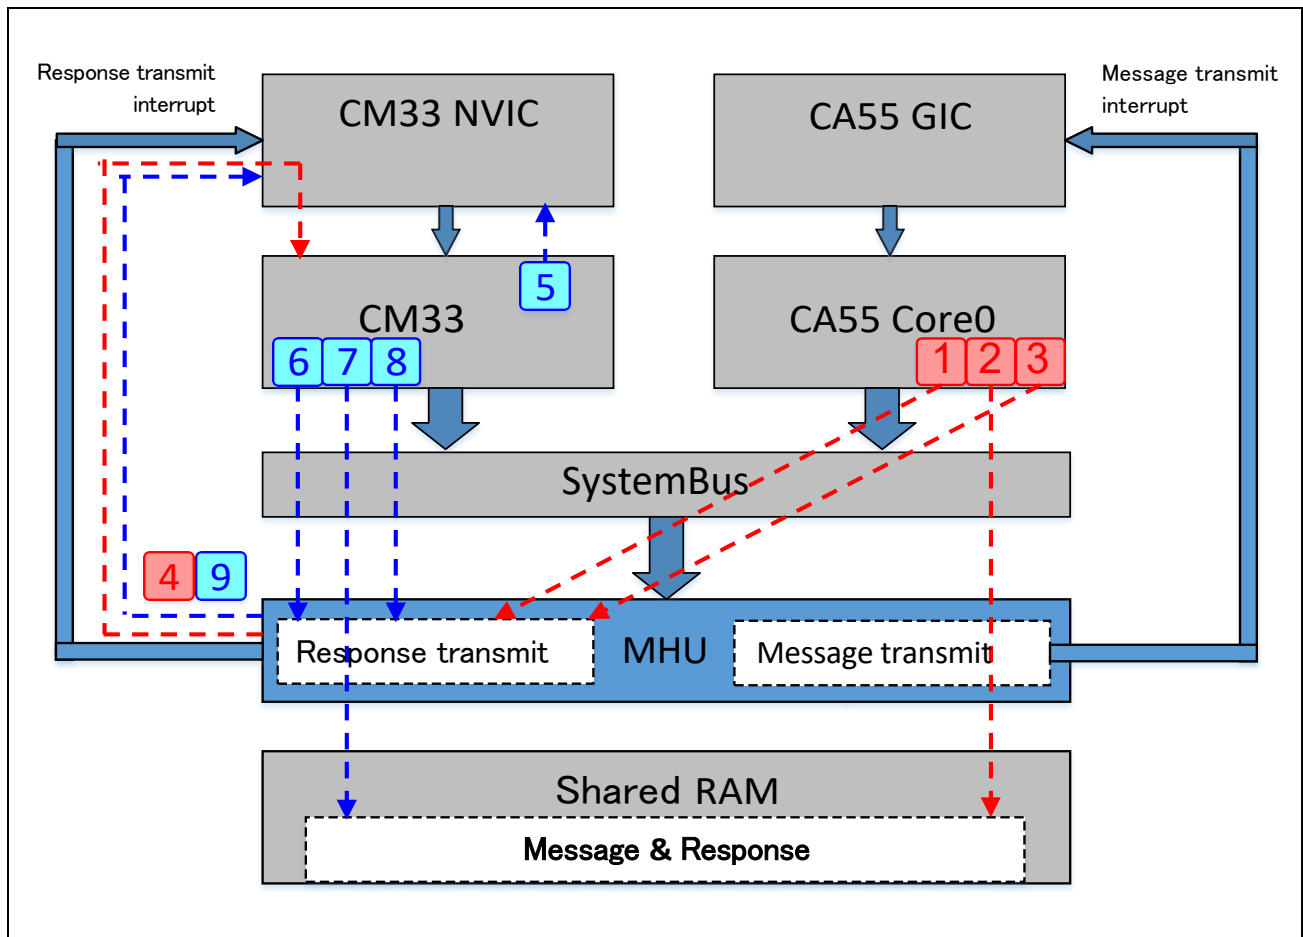 Response transmit
interrupt
Message transmit
interrupt
CM33 NVIC
CA55 GIC
5
CM33
CA55 Core0
6 7 8
1 2 3
SystemBus
4 9
Response transmit
MHU
Message transmit
Shared RAM
Message & Response